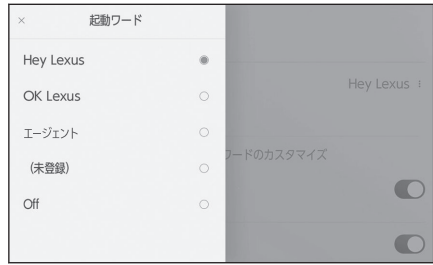 × 起動ワード
Hey Lexus
OK Lexus
エージェント
(未登録)
Off
Hey Lexus
ワードのカスタマイズ